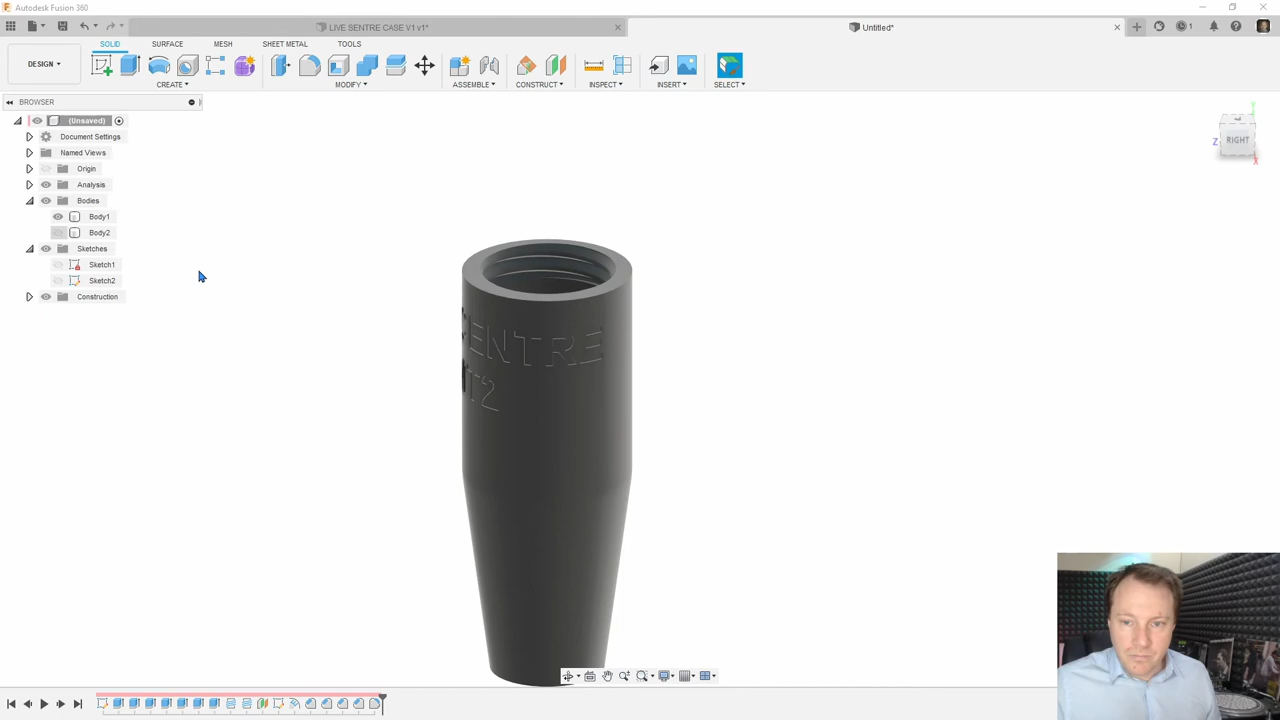 Autodesk Fusion 360
LIVE SENTRE CASE V1 v1*
Untitled*
DESIGN
SOLID
SURFACE
MESH
SHEET METAL
TOOLS
CREATE
MODIFY
ASSEMBLE
CONSTRUCT
INSPECT
INSERT
SELECT
BROWSER
(Unsaved)
Document Settings
Named Views
Origin
Analysis
Bodies
Body1
Body2
Sketches
Sketch1
Sketch2
Construction
RIGHT
Z
X
ENTRE
T2